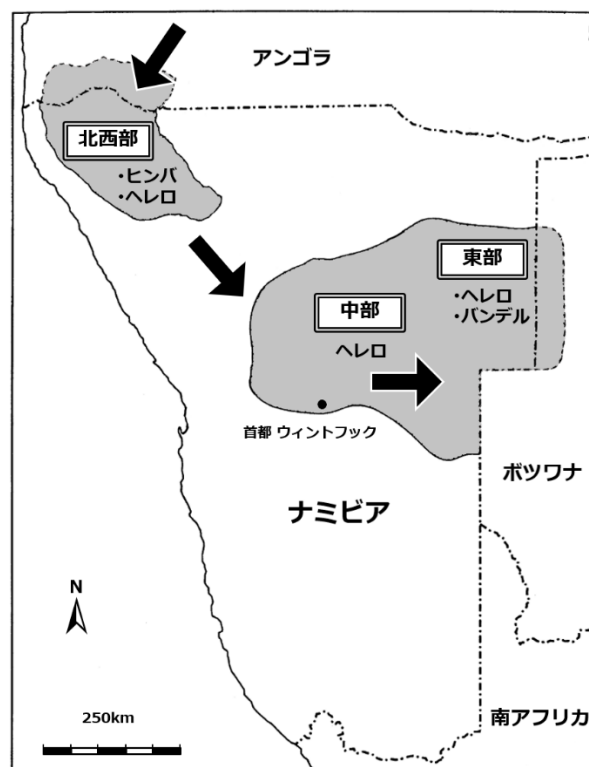 アンゴラ
北西部
・ヒンバ
・ヘレロ
東部
・ヘレロ
・バンデル
中部
ヘレロ
首都 ウィントフック
ボツワナ
ナミビア
N
250km
南アフリカ